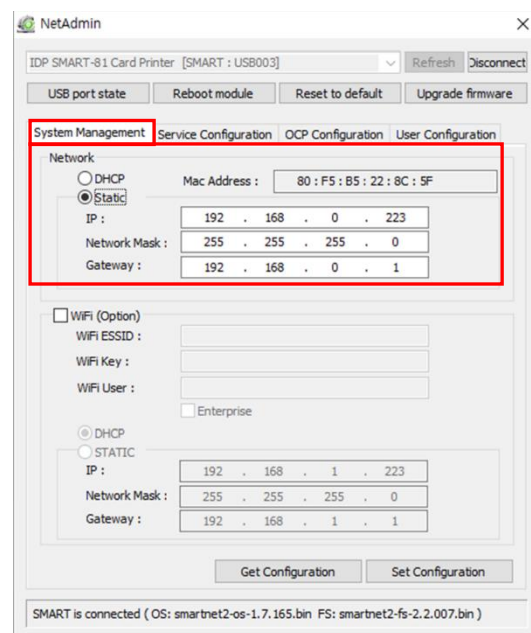 NetAdmin
IDP SMART-81 Card Printer [SMART : USB003] Refresh Disconnect
USB port state Reboot module Reset to default Upgrade firmware
System Management Service Configuration OCP Configuration User Configuration
Network
DHCP Mac Address : 80 : F5 : B5 : 22 : 8C : 5F
Static
IP : 192 . 168 . 0 . 223
Network Mask : 255 . 255 . 255 . 0
Gateway : 192 . 168 . 0 . 1
WiFi (Option)
WiFi ESSID :
WiFi Key :
WiFi User :
Enterprise
DHCP
STATIC
IP : 192 . 168 . 1 . 223
Network Mask : 255 . 255 . 255 . 0
Gateway : 192 . 168 . 1 . 1
Get Configuration Set Configuration
SMART is connected ( OS: smartnet2-os-1.7.165.bin FS: smartnet2-fs-2.2.007.bin )